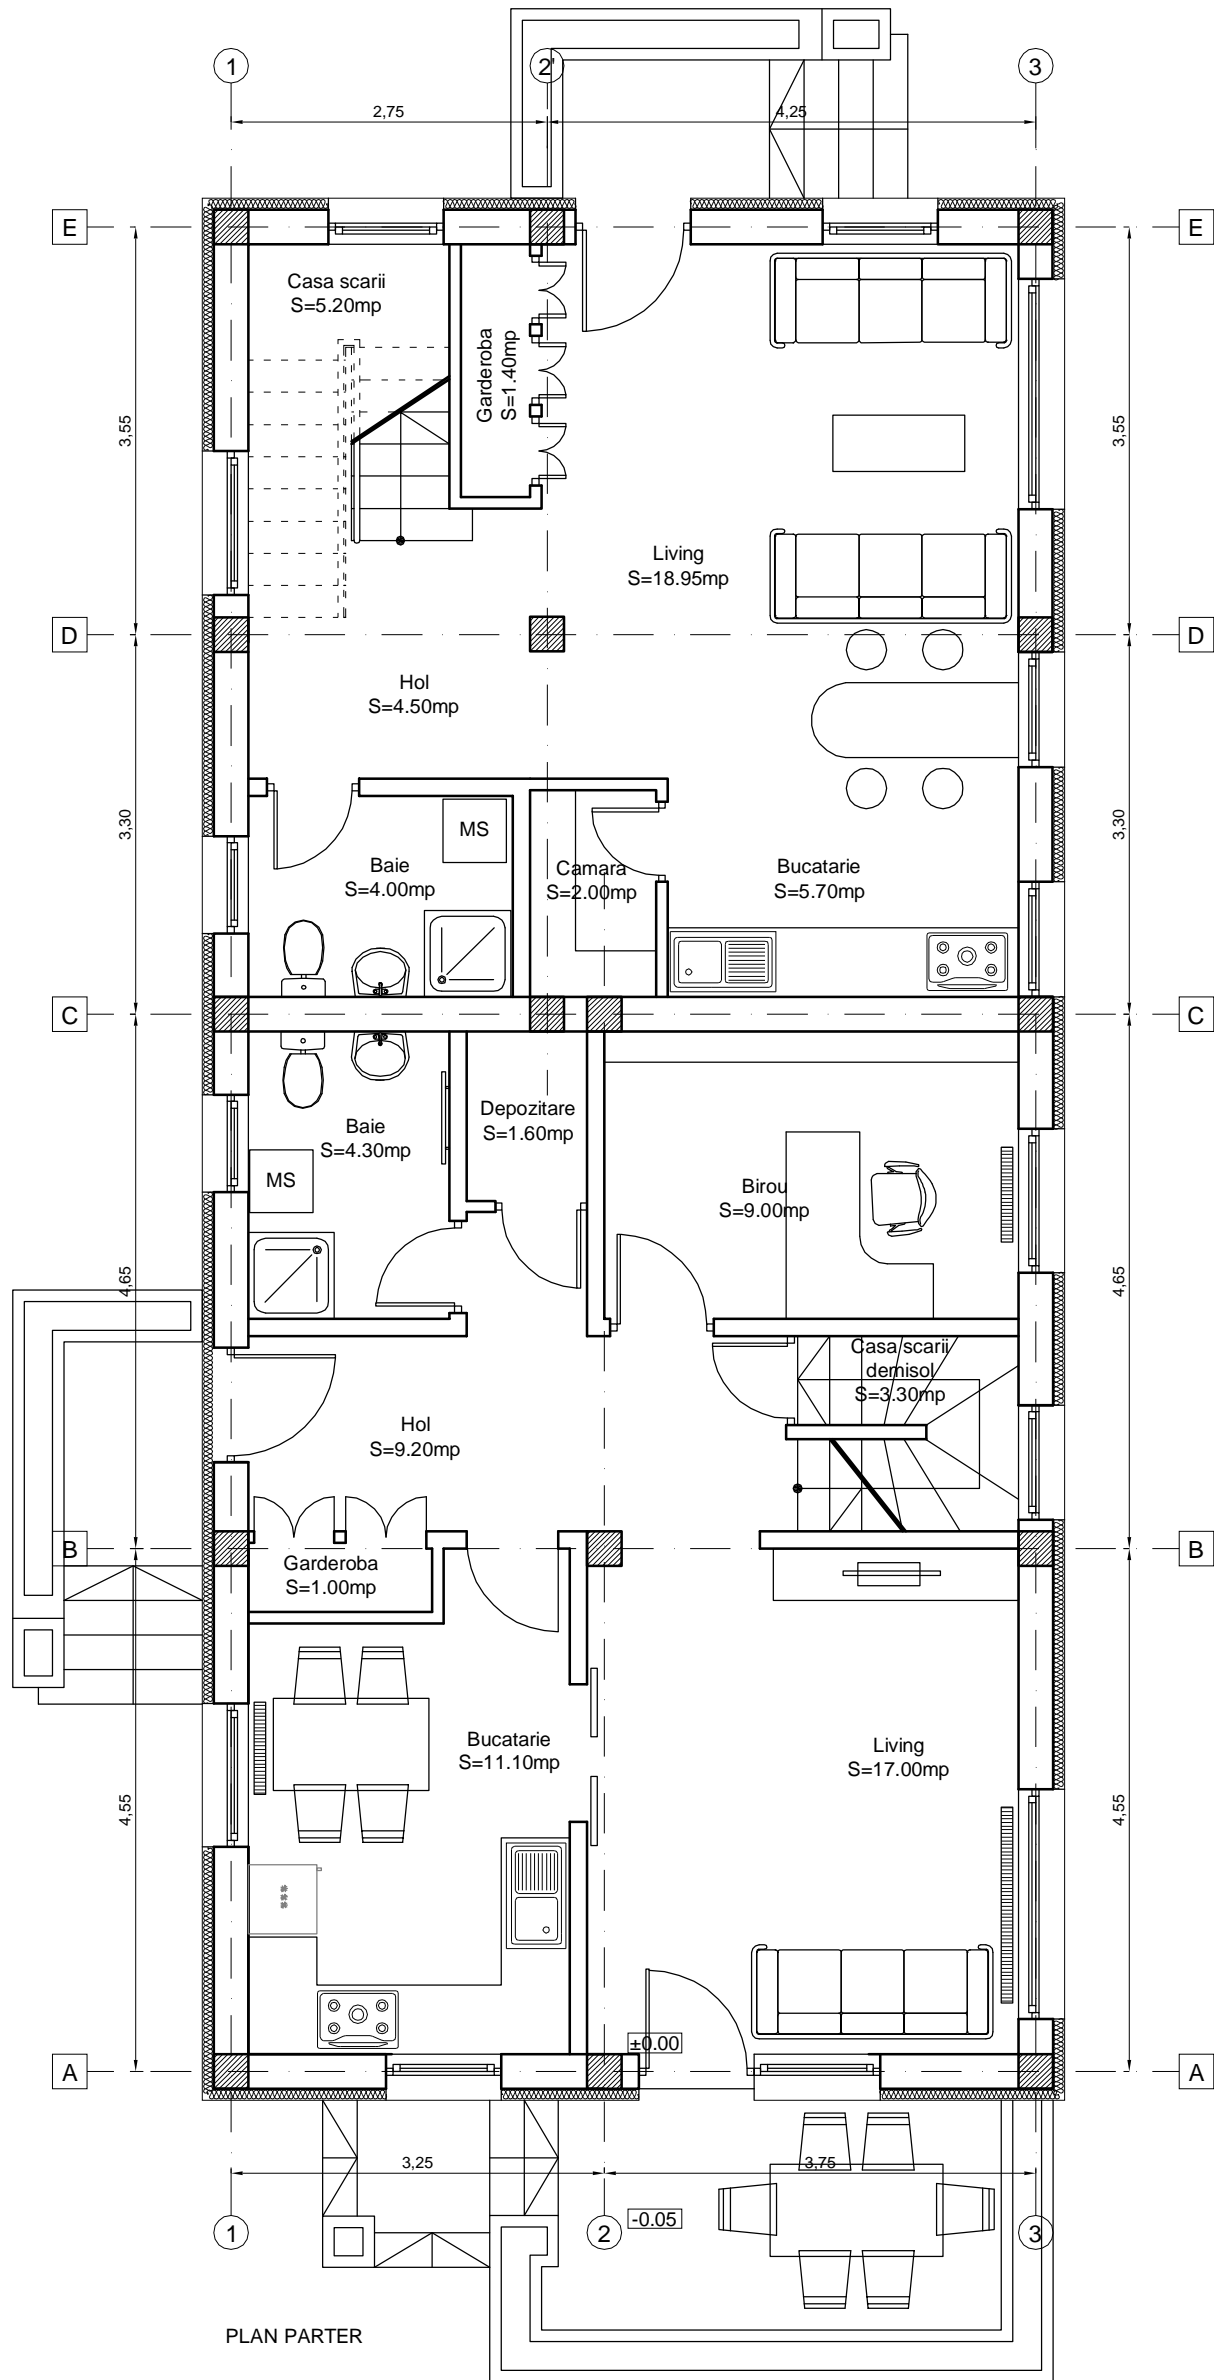 1
2'
3
2,75
4,25
E
E
Casa scarii
S=5.20mp
Garderoba
S=1.40mp
3,55
3,55
Living
S=18.95mp
D
D
Hol
S=4.50mp
3,30
3,30
MS
Baie
S=4.00mp
Camara
S=2.00mp
Bucatarie
S=5.70mp
C
C
Depozitare
S=1.60mp
Baie
S=4.30mp
MS
Birou
S=9.00mp
4,65
4,65
Casa scarii
demisol
S=3.30mp
Hol
S=9.20mp
B
B
Garderoba
S=1.00mp
Bucatarie
S=11.10mp
Living
S=17.00mp
4,55
4,55
±0.00
A
A
3,25
3,75
-0.05
1
2
3
PLAN PARTER